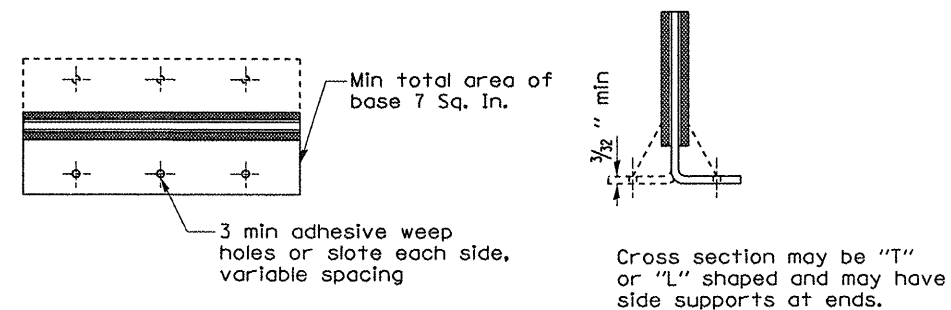 Min total area of
base 7 Sq. In.
3 min adhesive weep
holes or slote each side,
variable spacing
3/32 " min
Cross section may be "T"
or "L" shaped and may have
side supports at ends.